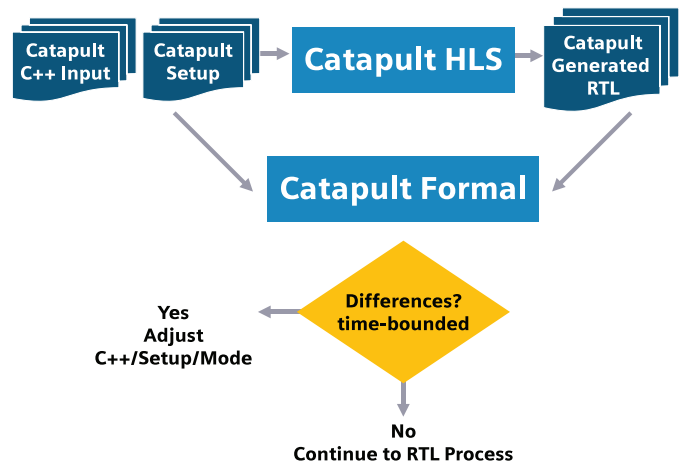 Catapult
C++ Input
Catapult
Setup
Catapult HLS
Catapult
Generated
RTL
Catapult Formal
Differences?
time-bounded
Yes
Adjust
C++/Setup/Mode
No
Continue to RTL Process